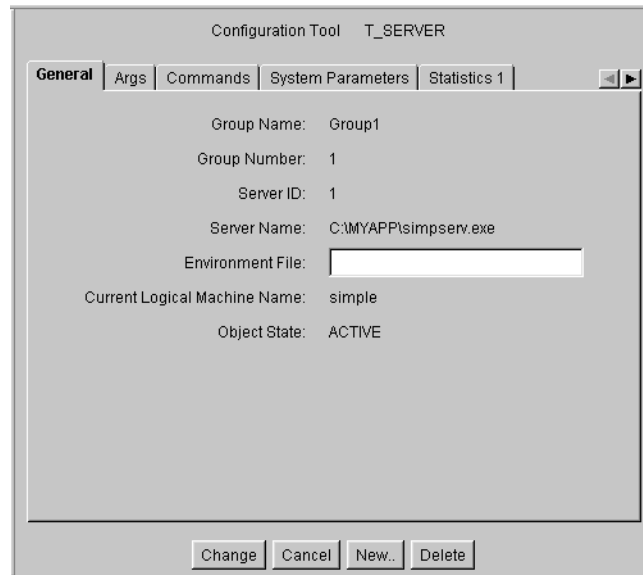 Configuration Tool T_SERVER
General Args Commands System Parameters Statistics 1
Group Name: Group1
Group Number: 1
Server ID: 1
Server Name: C:\MYAPP\simpserv.exe
Environment File:
Current Logical Machine Name: simple
Object State: ACTIVE
Change Cancel New.. Delete